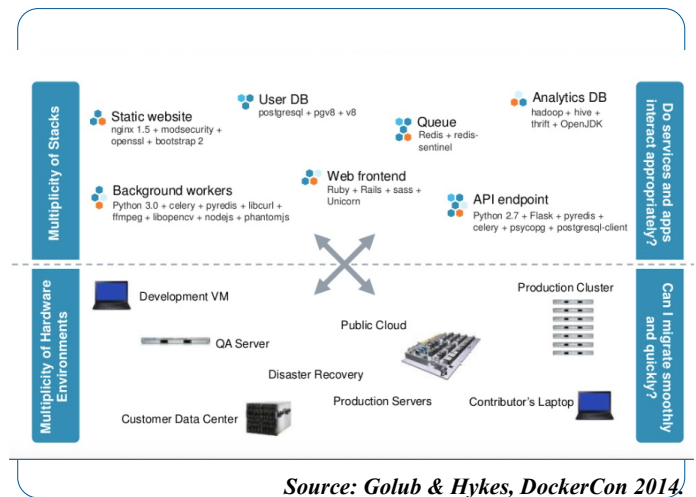 Multiplicity of Stacks
Static website
nginx 1.5 + modsecurity +
openssl + bootstrap 2
User DB
postgresql + pgv8 + v8
Queue
Redis + redis-
sentinel
Analytics DB
hadoop + hive +
thrift + OpenJDK
Background workers
Python 3.0 + celery + pyredis + libcurl +
ffmpeg + libopencv + nodejs + phantomjs
Web frontend
Ruby + Rails + sass +
Unicorn
API endpoint
Python 2.7 + Flask + pyredis +
celery + psycopg + postgresql-client
Do services and apps
interact appropriately?
Multiplicity of Hardware
Environments
Development VM
QA Server
Public Cloud
Production Cluster
Disaster Recovery
Production Servers
Customer Data Center
Contributor's Laptop
Can I migrate smoothly
and quickly?
Source: Golub & Hykes, DockerCon 2014.